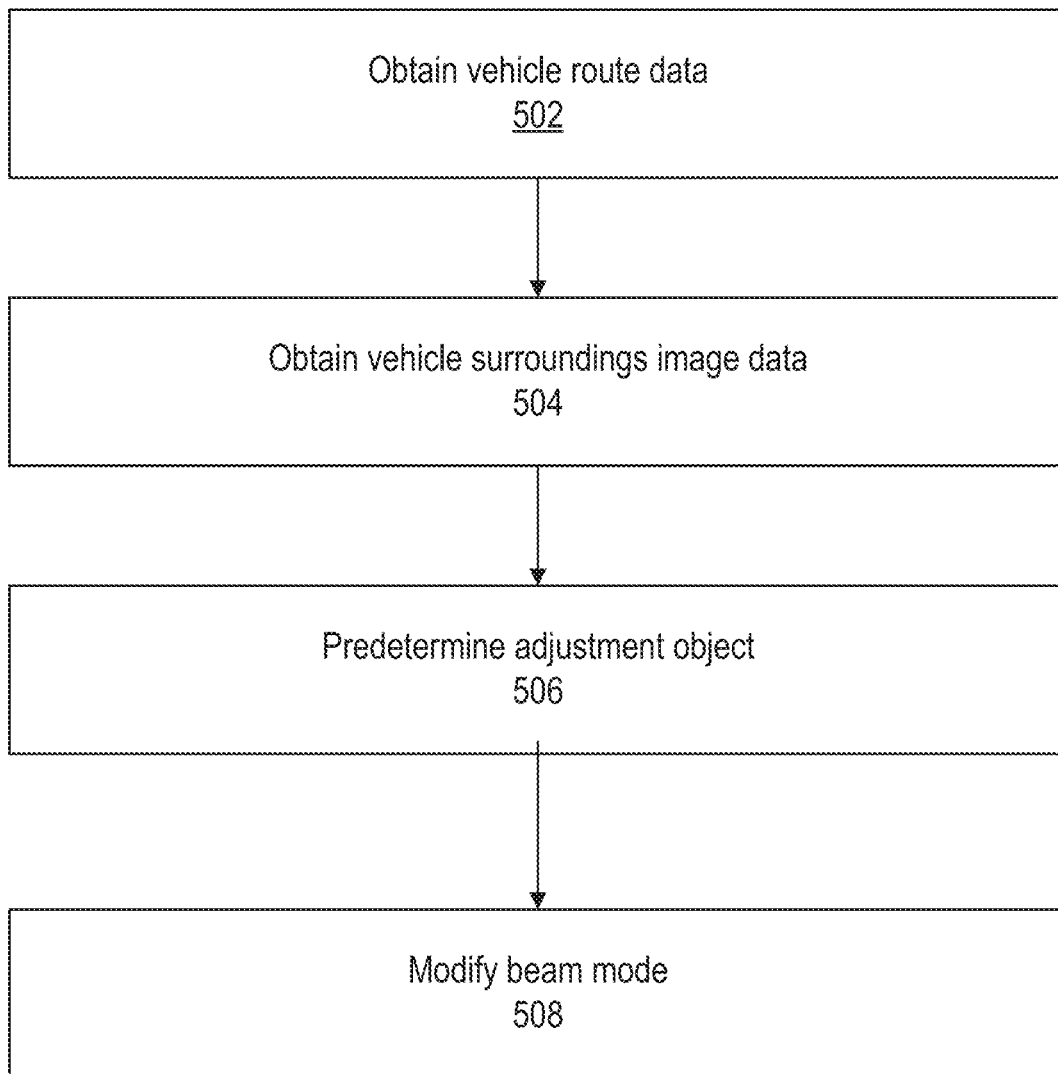 Obtain vehicle route data
502
Obtain vehicle surroundings image data
504
Predetermine adjustment object
506
Modify beam mode
508